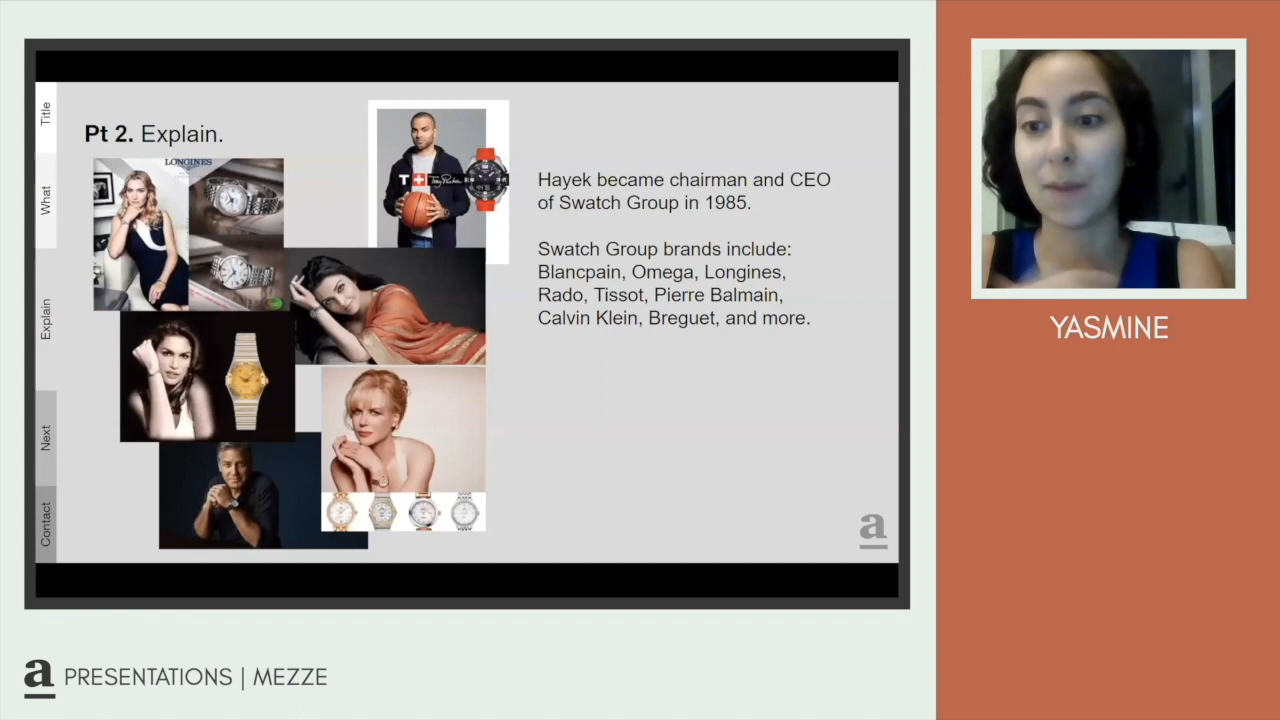 Title
What
Explain
Next
Contact
Pt 2. Explain.
LONGINES
T+ Tony Parker
Hayek became chairman and CEO
of Swatch Group in 1985.
Swatch Group brands include:
Blancpain, Omega, Longines,
Rado, Tissot, Pierre Balmain,
Calvin Klein, Breguet, and more.
a
YASMINE
a PRESENTATIONS | MEZZE